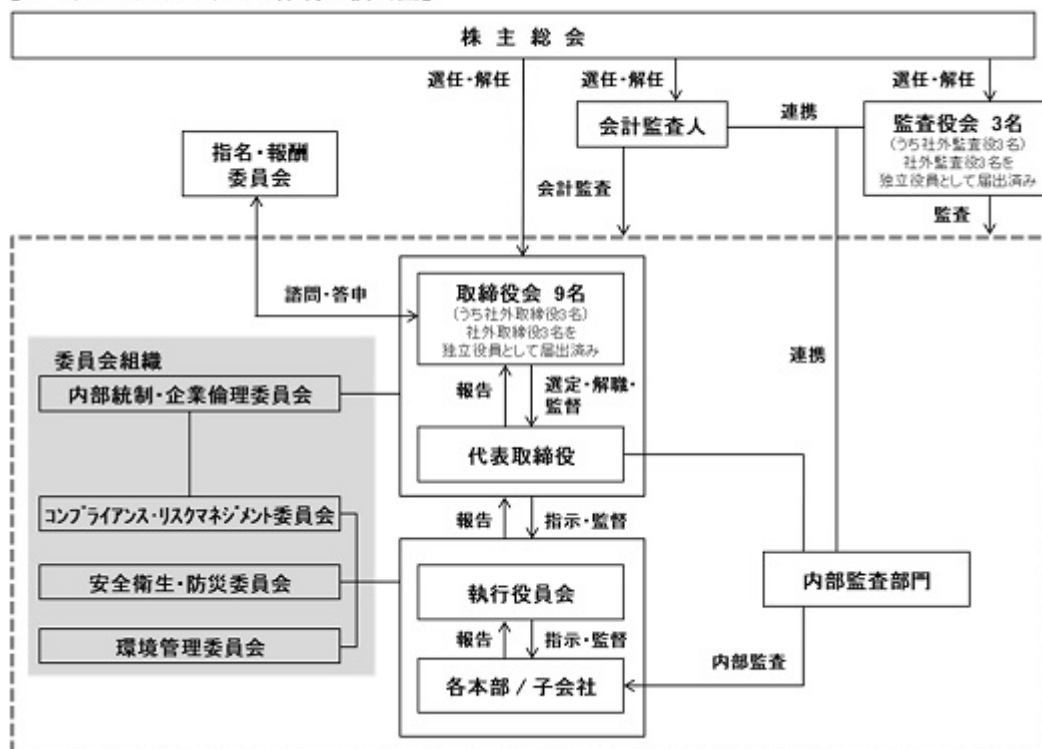 株主総会
選任・解任
選任・解任
選任・解任
会計監査人
連携
監査役会 3名
(うち社外監査役3名)
社外監査役3名を
独立役員として届出済み
指名・報酬
委員会
会計監査
監査
諮問・答申
取締役会 9名
(うち社外取締役3名)
社外取締役3名を
独立役員として届出済み
連携
委員会組織
内部統制・企業倫理委員会
報告
選定・解職・
監督
代表取締役
コンプライアンス・リスクマネジメント委員会
報告
指示・監督
安全衛生・防災委員会
執行役員会
内部監査部門
環境管理委員会
報告
指示・監督
内部監査
各本部 / 子会社